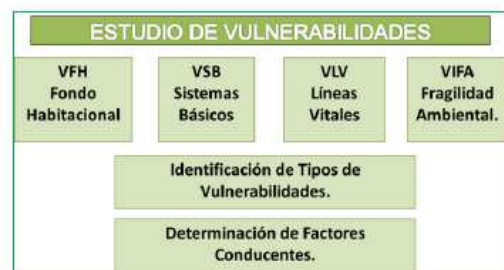 ESTUDIO DE VULNERABILIDADES
VFH
Fondo
Habitacional
VSB
Sistemas
Básicos
VLV
Líneas
Vitales
VIFA
Fragilidad
Ambiental.
Identificación de Tipos de
Vulnerabilidades.
Determinación de Factores
Conducentes.